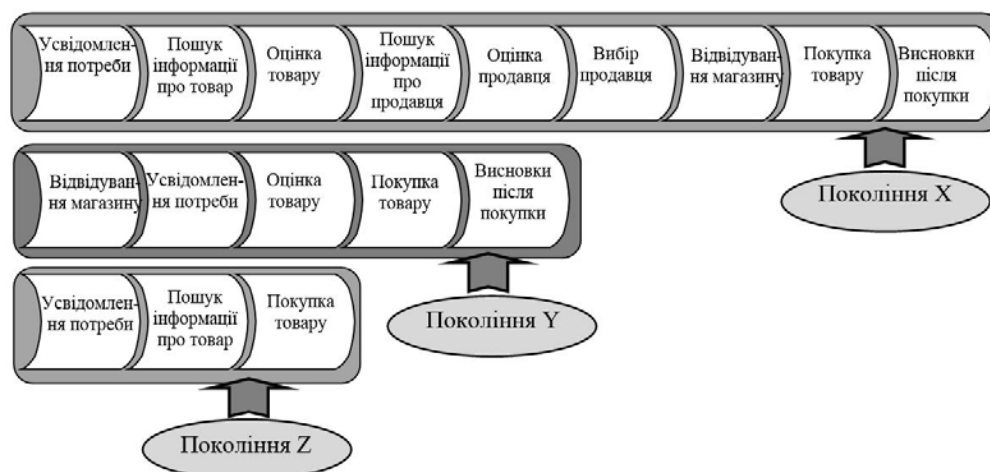 Усвідомлен-
ня потреби
Пошук
інформації
про товар
Оцінка
товару
Пошук
інформації
про
продавця
Оцінка
продавця
Вибір
продавця
Відвідуван-
ня магазину
Покупка
товару
Висновки
після
покупки
Покоління X
Відвідуван-
ня магазину
Усвідомлен-
ня потреби
Оцінка
товару
Покупка
товару
Висновки
після
покупки
Покоління Y
Усвідомлен-
ня потреби
Пошук
інформації
про товар
Покупка
товару
Покоління Z